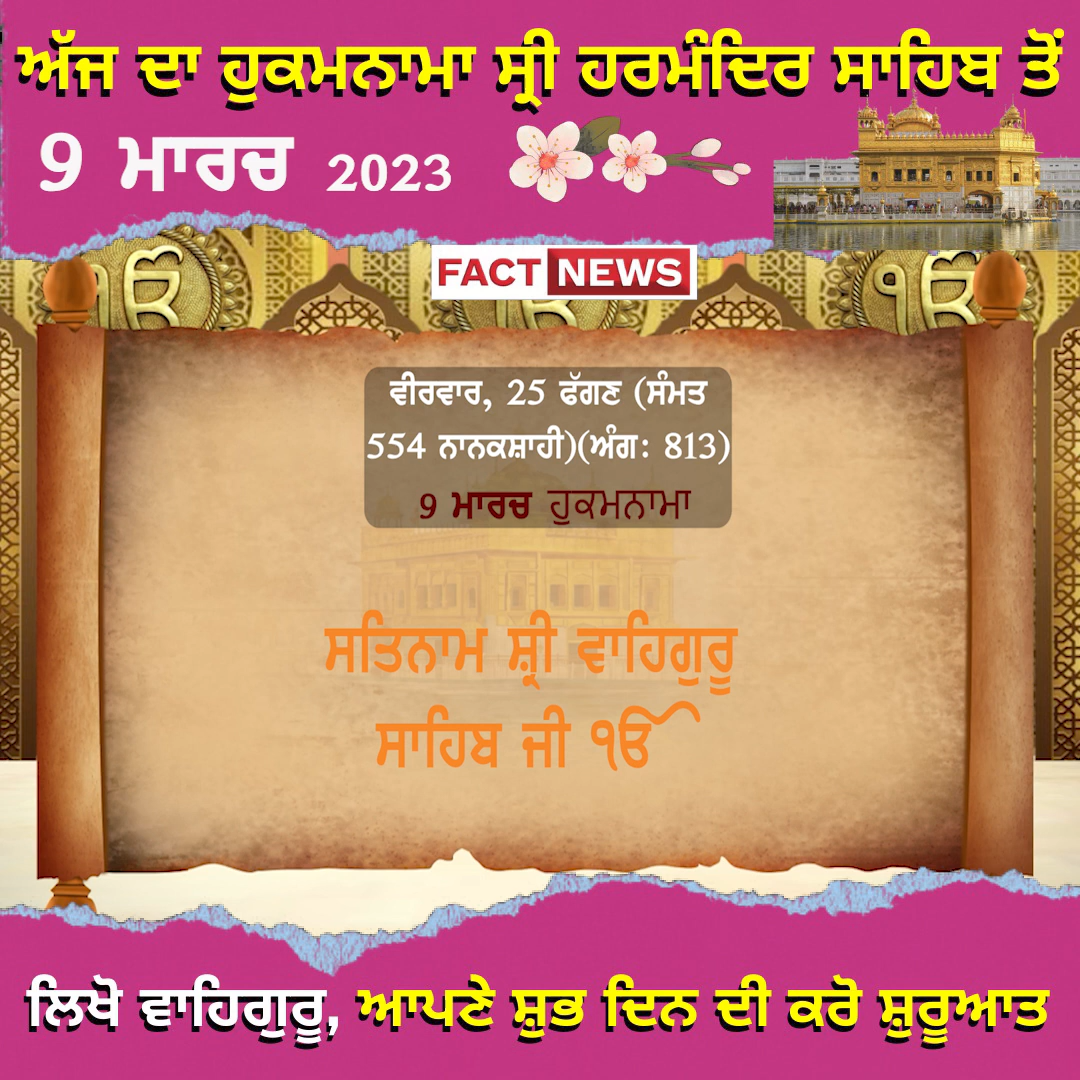 ਅੱਜ ਦਾ ਹੁਕਮਨਾਮਾ ਸ੍ਰੀ ਹਰਮੰਦਿਰ ਸਾਹਿਬ ਤੋਂ
9 ਮਾਰਚ 2023
FACT NEWS
ਵੀਰਵਾਰ, 25 ਫੱਗਣ (ਸੰਮਤ
554 ਨਾਨਕਸ਼ਾਹੀ)(ਅੰਗ: 813)
9 ਮਾਰਚ ਹੁਕਮਨਾਮਾ
ਸਤਿਨਾਮ ਸ਼੍ਰੀ ਵਾਹਿਗੁਰੂ
ਸਾਹਿਬ ਜੀ ੴ
ਲਿਖੋ ਵਾਹਿਗੁਰੂ, ਆਪਣੇ ਸ਼ੁਭ ਦਿਨ ਦੀ ਕਰੋ ਸ਼ੁਰੂਆਤ